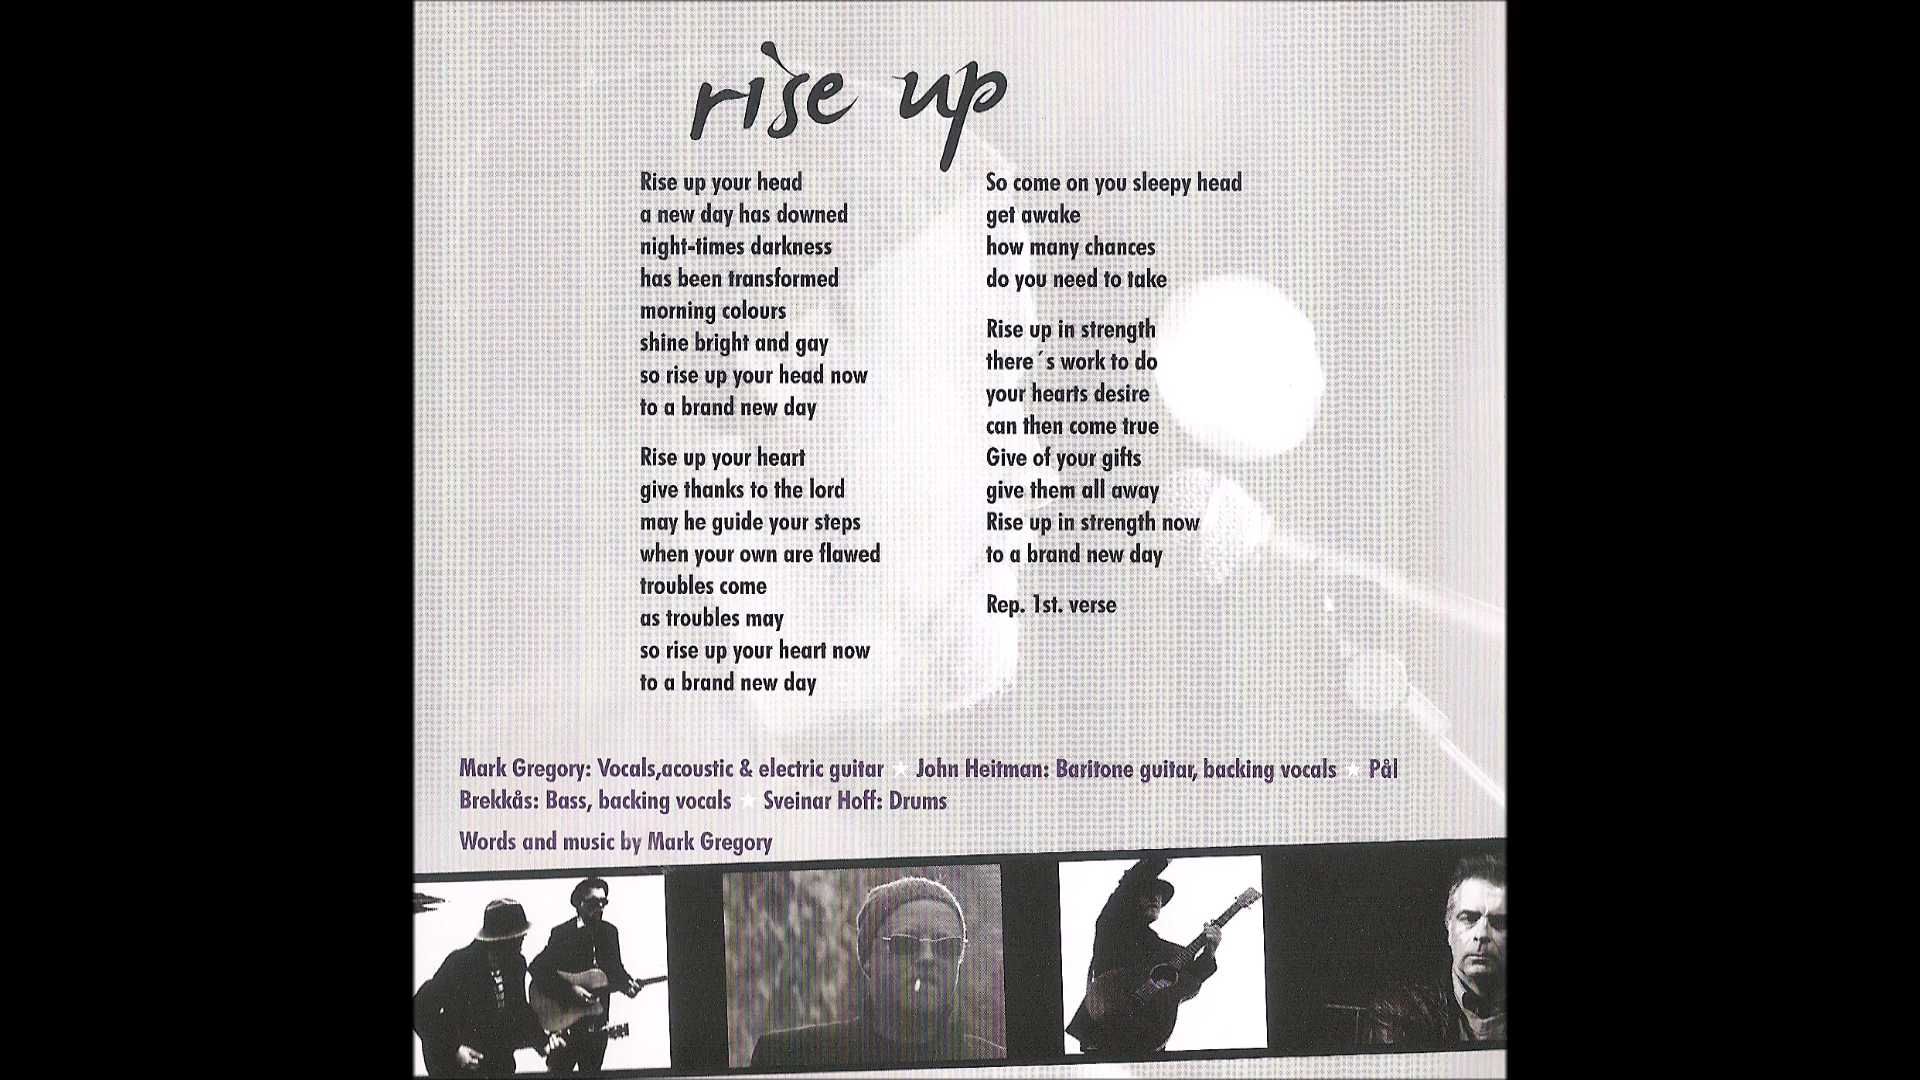 rise up
Rise up your head
a new day has downed
night-times darkness
has been transformed
morning colours
shine bright and gay
so rise up your head now
to a brand new day
Rise up your heart
give thanks to the lord
may he guide your steps
when your own are flawed
troubles come
as troubles may
so rise up your heart now
to a brand new day
So come on you sleepy head
get awake
how many chances
do you need to take
Rise up in strength
there´s work to do
your hearts desire
can then come true
Give of your gifts
give them all away
Rise up in strength now
to a brand new day
Rep. 1st. verse
Mark Gregory: Vocals,acoustic & electric guitar ★ John Heitman: Baritone guitar, backing vocals ★ Pål
Brekkås: Bass, backing vocals ★ Sveinar Hoff: Drums
Words and music by Mark Gregory